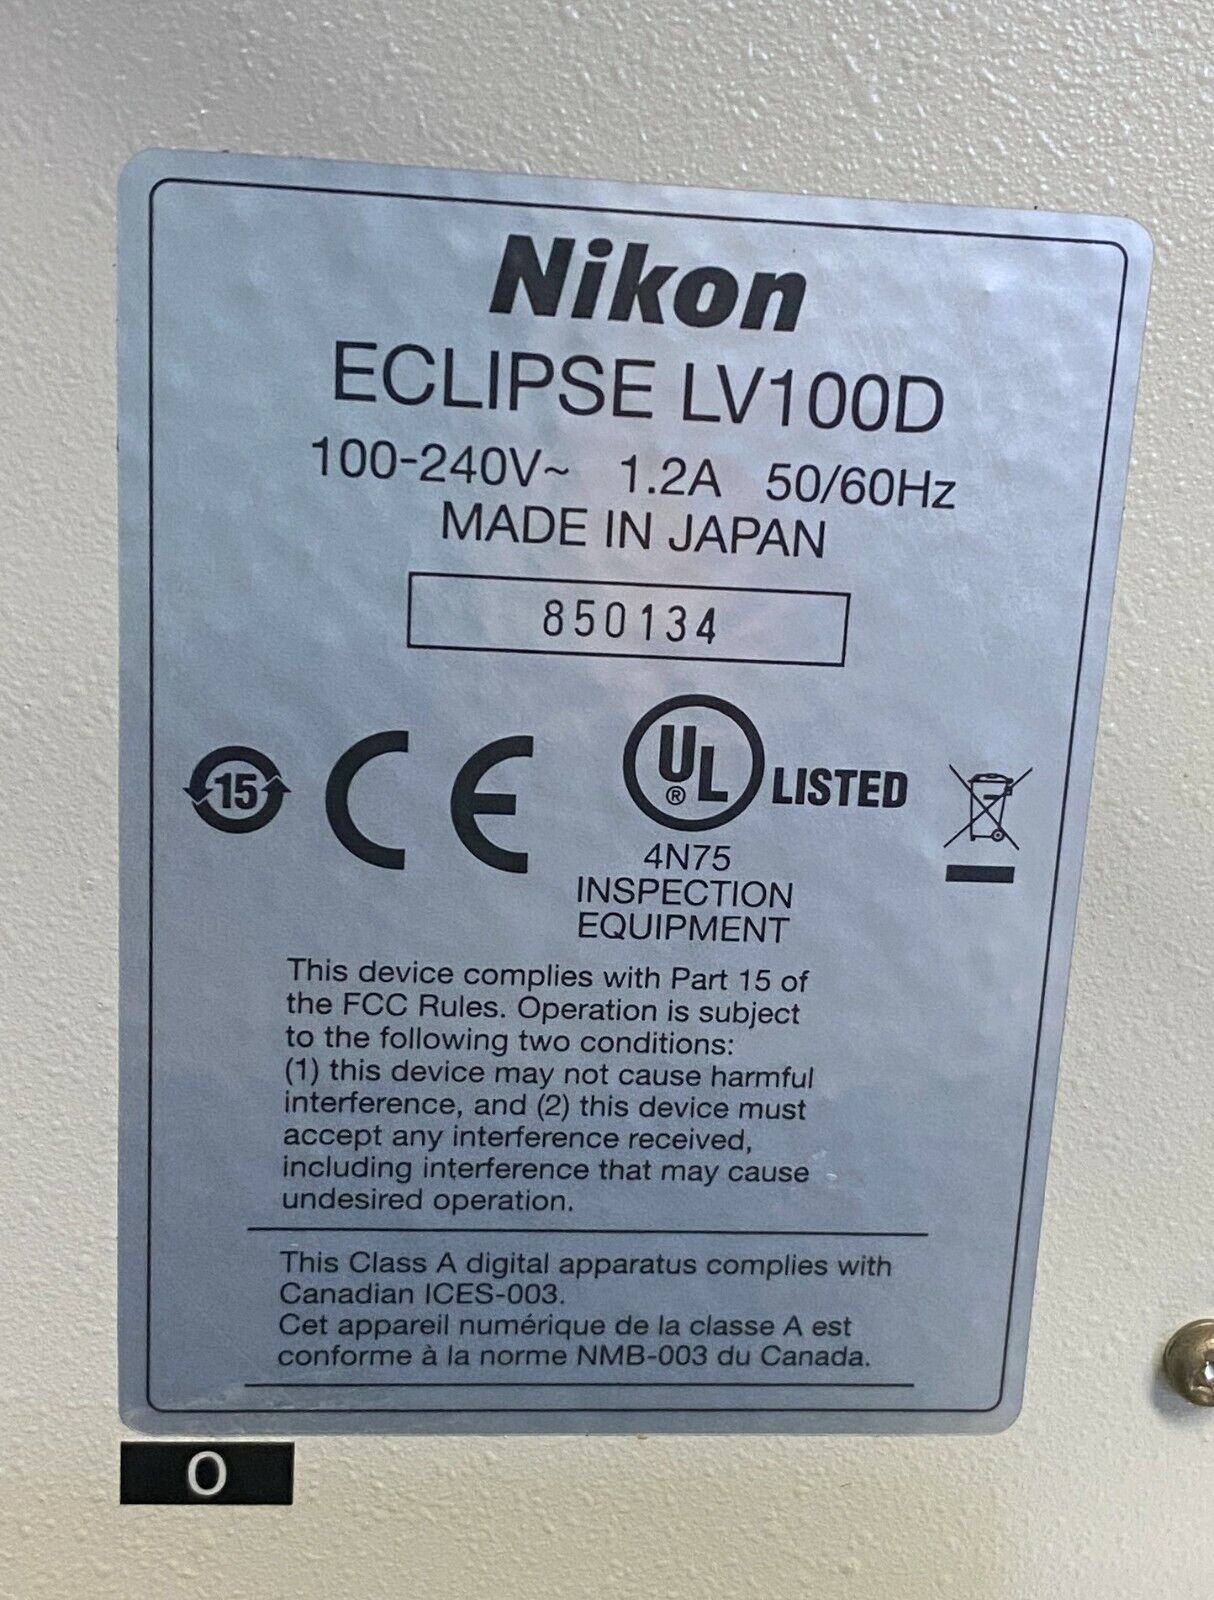 Nikon
ECLIPSE LV100D
100-240V~ 1.2A 50/60Hz
MADE IN JAPAN
850134
15 CE UL ® LISTED
4N75
INSPECTION
EQUIPMENT
This device complies with Part 15 of
the FCC Rules. Operation is subject
to the following two conditions:
(1) this device may not cause harmful
interference, and (2) this device must
accept any interference received,
including interference that may cause
undesired operation.
This Class A digital apparatus complies with
Canadian ICES-003.
Cet appareil numérique de la classe A est
conforme à la norme NMB-003 du Canada.
O